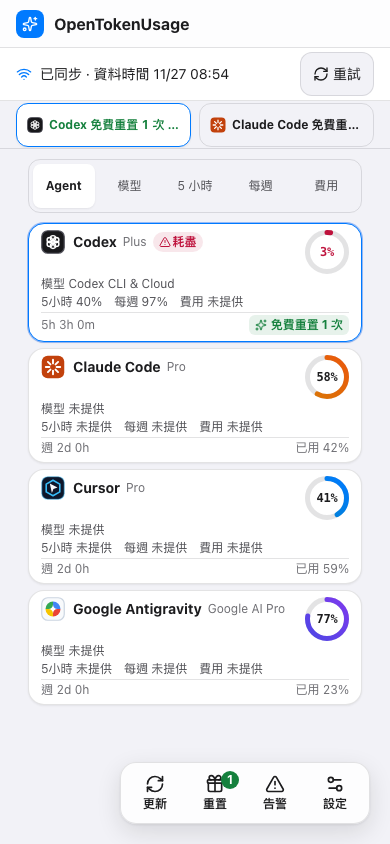 OpenTokenUsage
已同步 · 資料時間 11/27 08:54
重試
Codex 免費重置 1 次 ...
Claude Code 免費重...
Agent
模型
5 小時
每週
費用
Codex Plus 耗盡
3%
模型 Codex CLI & Cloud
5小時 40% 每週 97% 費用 未提供
5h 3h 0m
免費重置 1 次
Claude Code Pro
58%
模型 未提供
5小時 未提供 每週 未提供 費用 未提供
週 2d 0h
已用 42%
Cursor Pro
41%
模型 未提供
5小時 未提供 每週 未提供 費用 未提供
週 2d 0h
已用 59%
Google Antigravity Google AI Pro
77%
模型 未提供
5小時 未提供 每週 未提供 費用 未提供
週 2d 0h
已用 23%
1
更新
重置
告警
設定